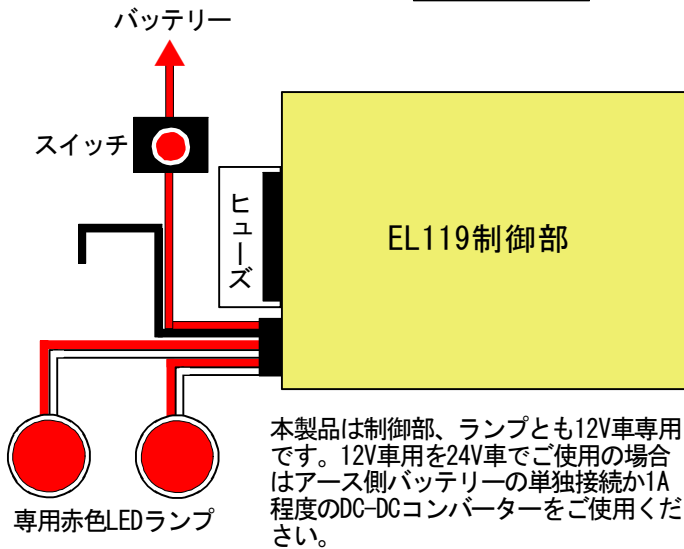 バッテリー
スイッチ
ヒューズ
EL119制御部
専用赤色LEDランプ
本製品は制御部、ランプとも12V車専用
です。12V車用を24V車でご使用の場合
はアース側バッテリーの単独接続か1A
程度のDC-DCコンバーターをご使用くだ
さい。